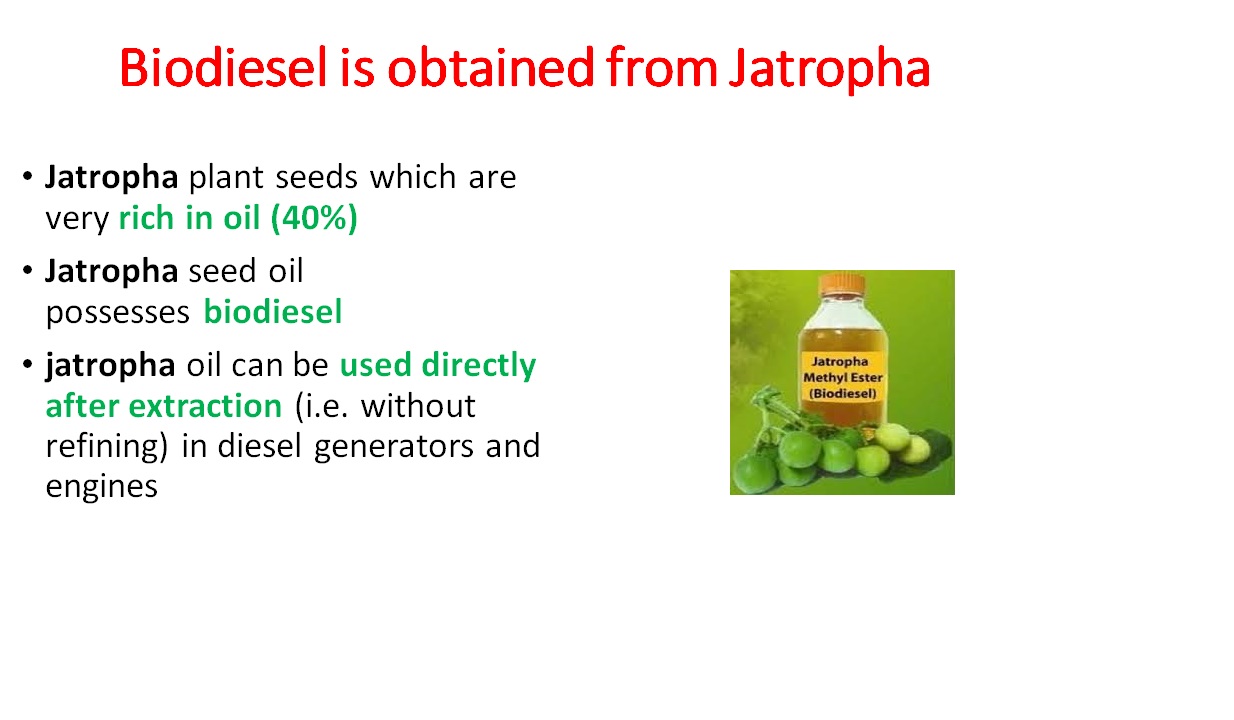 Biodiesel is obtained from Jatropha
• Jatropha plant seeds which are
very rich in oil (40%)
• Jatropha seed oil
possesses biodiesel
• jatropha oil can be used directly
after extraction (i.e. without
refining) in diesel generators and
engines
Jatropha
Methyl Ester
(Biodiesel)